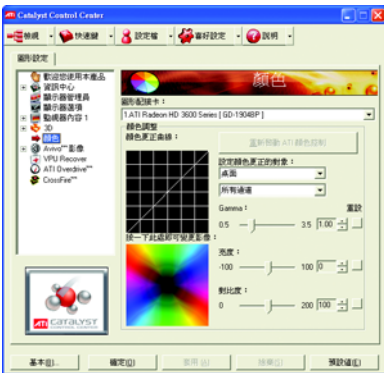 Catalyst Control Center
檢視 快速鍵 設定檔 喜好設定 說明
圖形設定
歡迎您使用本產品
資訊中心
顯示器管理員
顯示器選項
監視器內容 1
3D
顏色
Avivo™ 影像
VPU Recover
ATI Overdrive™
CrossFire™
ATI CATALYST
CONTROL CENTER
顏色
圖形配接卡：
1.ATI Radeon HD 3600 Series [ GD-1904BP ]
顏色調整
顏色更正曲線：
重新啟動 ATI 顏色控制
設定顏色更正的對象：
桌面
所有通道
Gamma： 重設
0.5 3.5 1.00
按一下此處即可變更影像：
亮度：
-100 100 0
對比度：
0 200 100
基本(B)... 確定(O) 套用(A) 捨棄(S) 預設值(E)